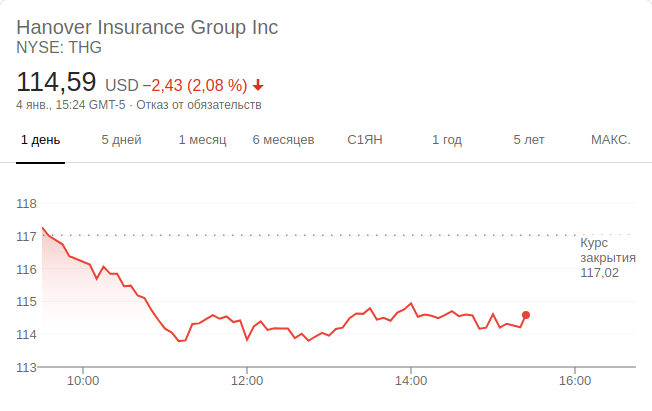 Hanover Insurance Group Inc
NYSE: THG
114,59 USD −2,43 (2,08 %)
4 янв., 15:24 GMT-5 · Отказ от обязательств
1 день 5 дней 1 месяц 6 месяцев С1ЯН 1 год 5 лет МАКС.
118
117
Курс
закрытия
117,02
116
115
114
113
10:00 12:00 14:00 16:00